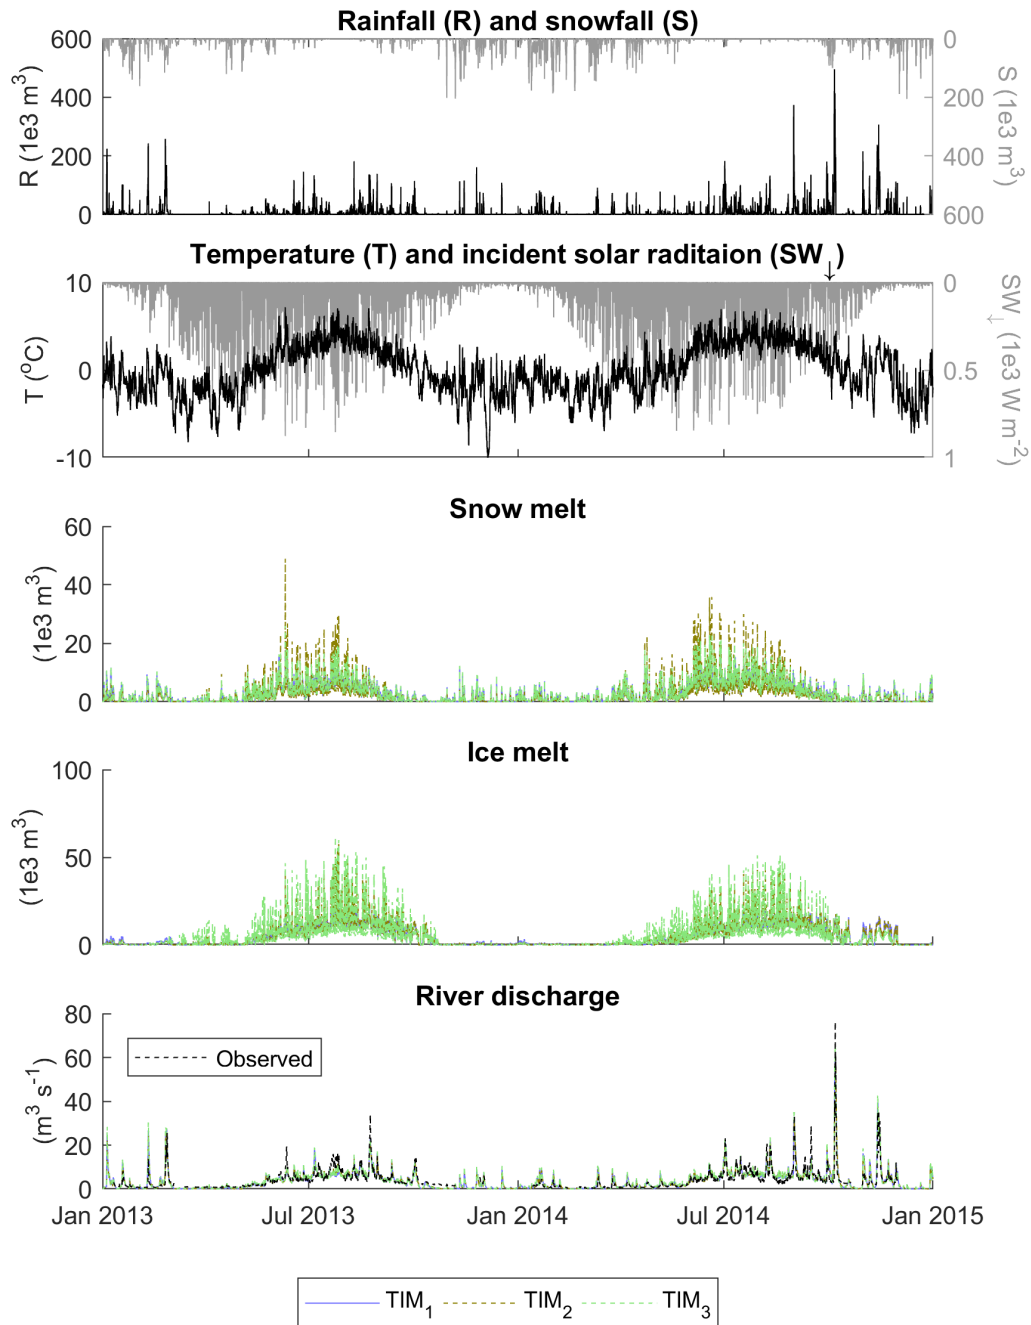 Rainfall (R) and snowfall (S)
600
400
200
0
R (1e3 m³)
0
200
400
600
S (1e3 m³)
Temperature (T) and incident solar raditaion (SW↓)
10
0
-10
T (°C)
0
0.5
1
SW↓ (1e3 W m⁻²)
Snow melt
60
40
20
0
(1e3 m³)
Ice melt
100
50
0
(1e3 m³)
River discharge
80
60
40
20
0
(m³ s⁻¹)
Observed
Jan 2013 Jul 2013 Jan 2014 Jul 2014 Jan 2015
TIM₁ TIM₂ TIM₃